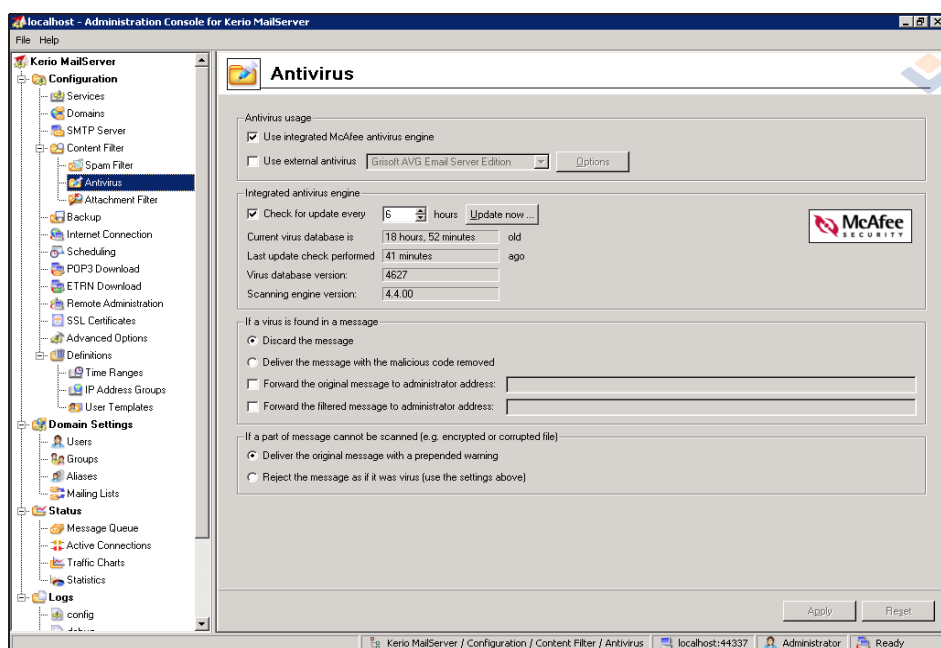 localhost - Administration Console for Kerio MailServer
File Help
Kerio MailServer
Configuration
Services
Domains
SMTP Server
Content Filter
Spam Filter
Antivirus
Attachment Filter
Backup
Internet Connection
Scheduling
POP3 Download
ETRN Download
Remote Administration
SSL Certificates
Advanced Options
Definitions
Time Ranges
IP Address Groups
User Templates
Domain Settings
Users
Groups
Aliases
Mailing Lists
Status
Message Queue
Active Connections
Traffic Charts
Statistics
Logs
config
debug
Antivirus
Antivirus usage
Use integrated McAfee antivirus engine
Use external antivirus Grisoft AVG Email Server Edition Options
Integrated antivirus engine
Check for update every 6 hours Update now ...
McAfee
SECURITY
Current virus database is 18 hours, 52 minutes old
Last update check performed 41 minutes ago
Virus database version: 4627
Scanning engine version: 4.4.00
If a virus is found in a message
Discard the message
Deliver the message with the malicious code removed
Forward the original message to administrator address:
Forward the filtered message to administrator address:
If a part of message cannot be scanned (e.g. encrypted or corrupted file)
Deliver the original message with a prepended warning
Reject the message as if it was virus (use the settings above)
Apply Reset
Kerio MailServer / Configuration / Content Filter / Antivirus localhost:44337 Administrator Ready